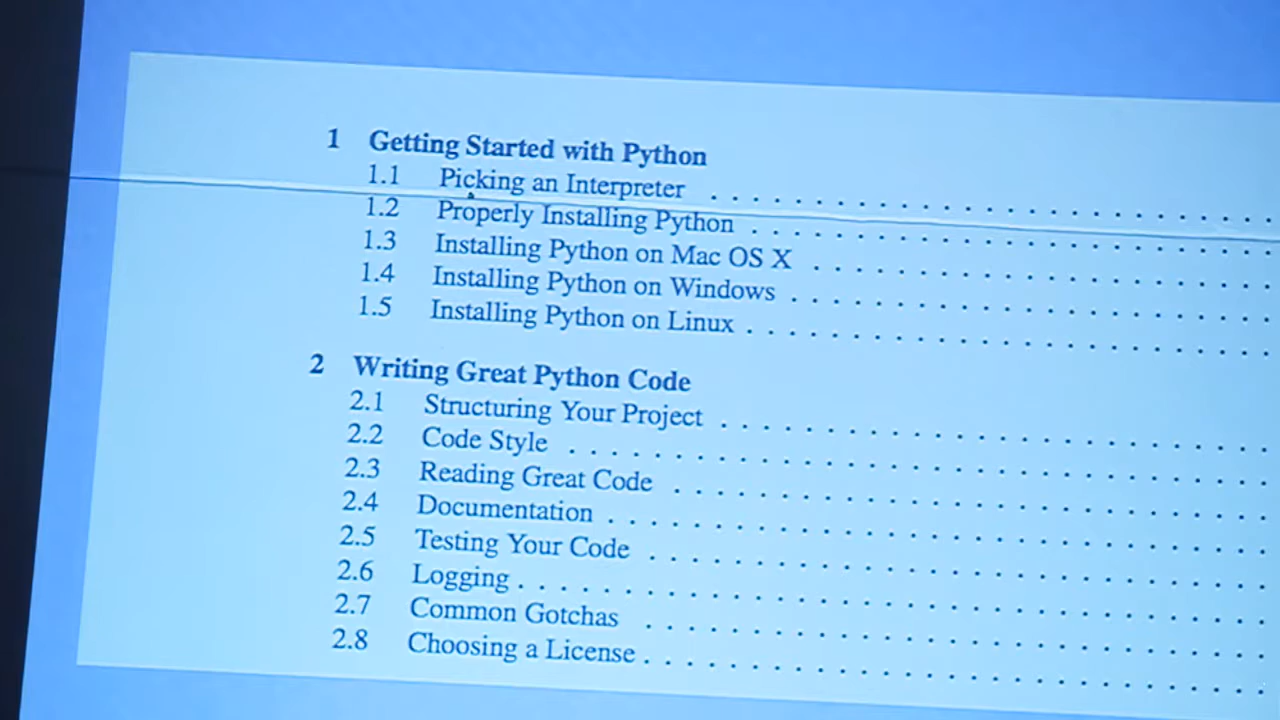 1 Getting Started with Python
1.1 Picking an Interpreter . . . . . . . . . . . . . . . . . . . . .
1.2 Properly Installing Python . . . . . . . . . . . . . . . . . . .
1.3 Installing Python on Mac OS X . . . . . . . . . . . . . . . . .
1.4 Installing Python on Windows . . . . . . . . . . . . . . . . . .
1.5 Installing Python on Linux . . . . . . . . . . . . . . . . . . .
2 Writing Great Python Code
2.1 Structuring Your Project . . . . . . . . . . . . . . . . . . . .
2.2 Code Style . . . . . . . . . . . . . . . . . . . . . . . . . .
2.3 Reading Great Code . . . . . . . . . . . . . . . . . . . . . .
2.4 Documentation . . . . . . . . . . . . . . . . . . . . . . . .
2.5 Testing Your Code . . . . . . . . . . . . . . . . . . . . . . .
2.6 Logging . . . . . . . . . . . . . . . . . . . . . . . . . . .
2.7 Common Gotchas . . . . . . . . . . . . . . . . . . . . . . .
2.8 Choosing a License . . . . . . . . . . . . . . . . . . . . . .